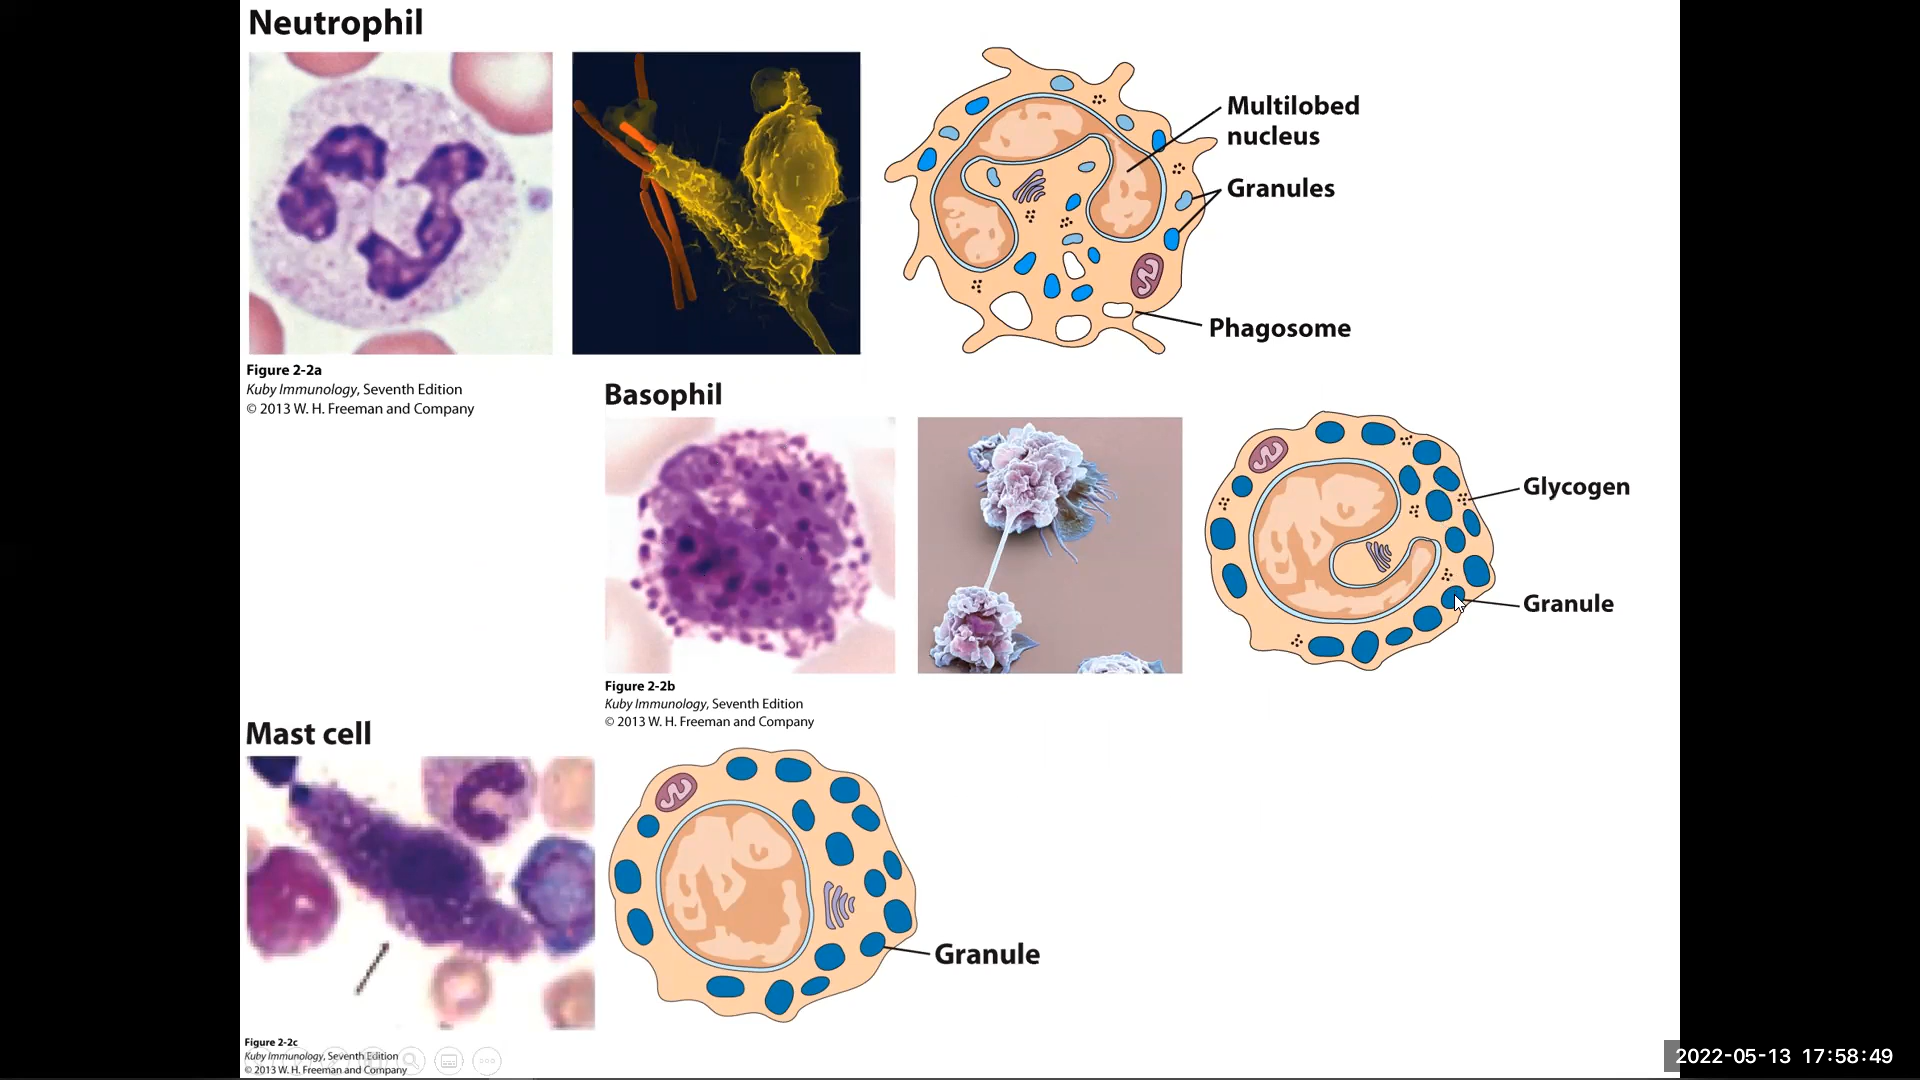 Neutrophil
Multilobed
nucleus
Granules
Phagosome
Figure 2-2a
Kuby Immunology, Seventh Edition
© 2013 W. H. Freeman and Company
Basophil
Glycogen
Granule
Figure 2-2b
Kuby Immunology, Seventh Edition
© 2013 W. H. Freeman and Company
Mast cell
Granule
Figure 2-2c
Kuby Immunology, Seventh Edition
© 2013 W. H. Freeman and Company
2022-05-13 17:58:49